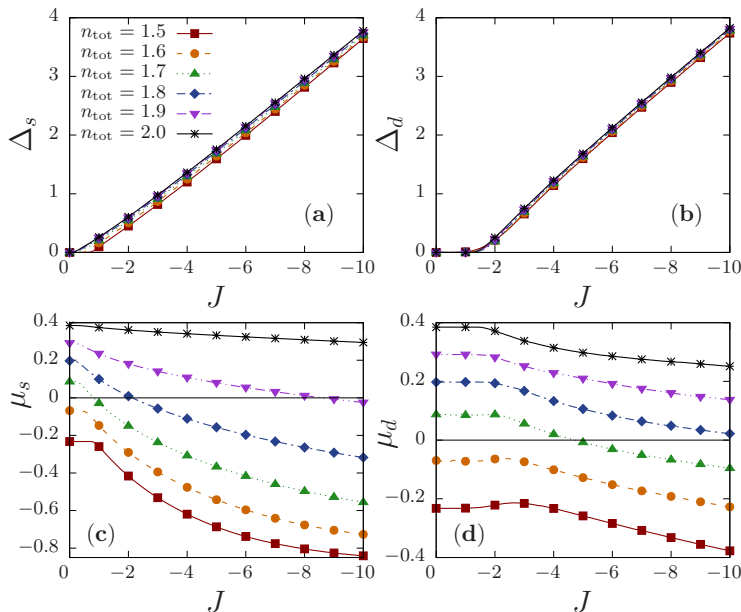 4
3
2
1
0
Δ_s
n_tot = 1.5
n_tot = 1.6
n_tot = 1.7
n_tot = 1.8
n_tot = 1.9
n_tot = 2.0
(a)
0 −2 −4 −6 −8 −10
J
4
3
2
1
0
Δ_d
(b)
0 −2 −4 −6 −8 −10
J
0.4
0.2
0
−0.2
−0.4
−0.6
−0.8
μ_s
(c)
0 −2 −4 −6 −8 −10
J
0.4
0.2
0
−0.2
−0.4
μ_d
(d)
0 −2 −4 −6 −8 −10
J